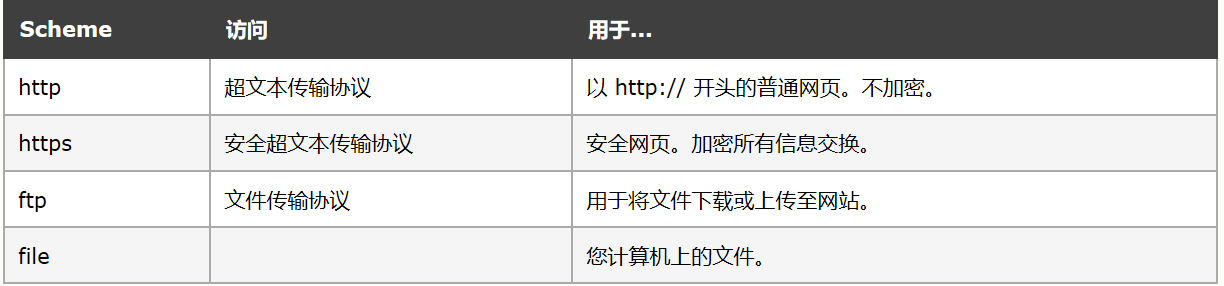 Scheme 访问 用于...
http 超文本传输协议 以 http:// 开头的普通网页。不加密。
https 安全超文本传输协议 安全网页。加密所有信息交换。
ftp 文件传输协议 用于将文件下载或上传至网站。
file 您计算机上的文件。